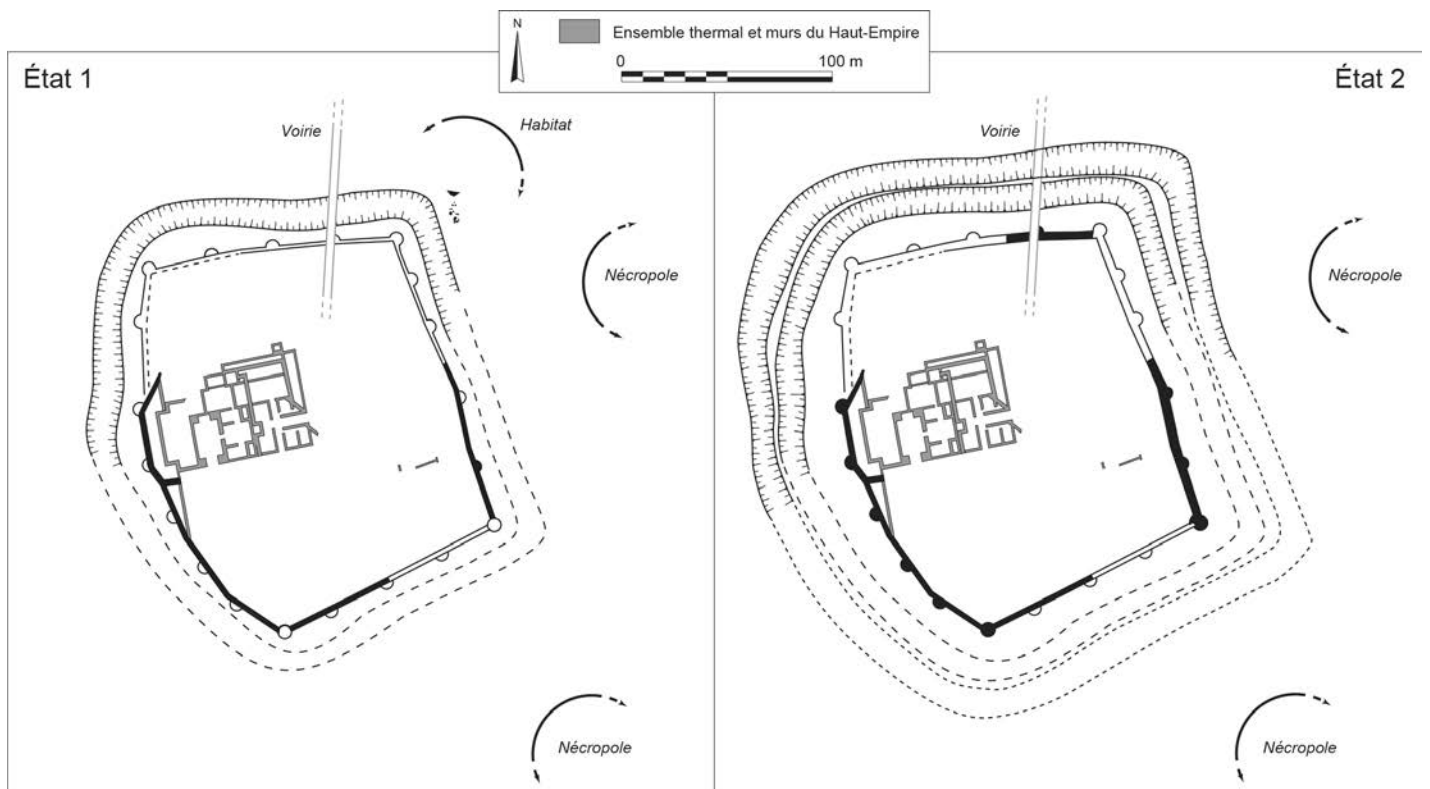 N
Ensemble thermal et murs du Haut-Empire
0 100 m
État 1
Voirie
Habitat
Nécropole
Nécropole
État 2
Voirie
Nécropole
Nécropole